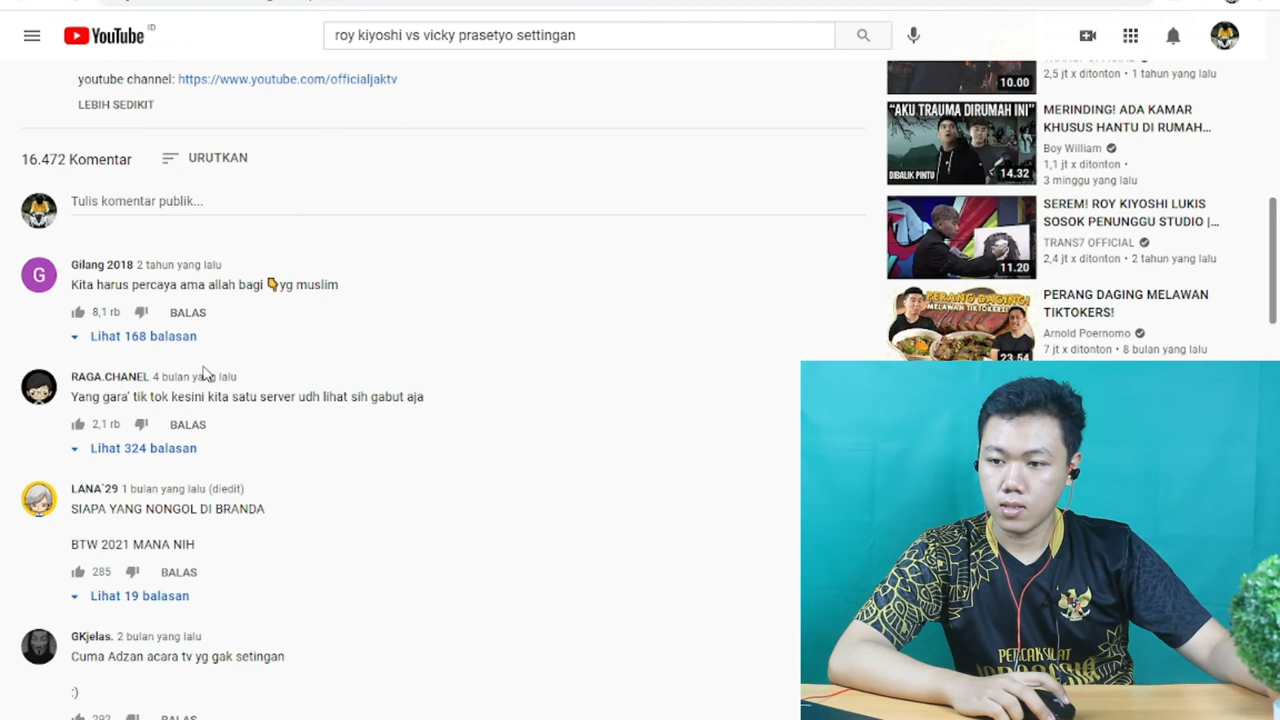 YouTube ID
roy kiyoshi vs vicky prasetyo settingan
youtube channel: https://www.youtube.com/officialjaktv
LEBIH SEDIKIT
16.472 Komentar
URUTKAN
Tulis komentar publik...
G
Gilang 2018 2 tahun yang lalu
Kita harus percaya ama allah bagi 👇yg muslim
8,1 rb BALAS
Lihat 168 balasan
RAGA.CHANEL 4 bulan yang lalu
Yang gara' tik tok kesini kita satu server udh lihat sih gabut aja
2,1 rb BALAS
Lihat 324 balasan
LANA`29 1 bulan yang lalu (diedit)
SIAPA YANG NONGOL DI BRANDA
BTW 2021 MANA NIH
285 BALAS
Lihat 19 balasan
GKjelas. 2 bulan yang lalu
Cuma Adzan acara tv yg gak setingan
:)
292 BALAS
10.00
2,5 jt x ditonton • 1 tahun yang lalu
"AKU TRAUMA DIRUMAH INI"
DIBALIK PINTU
14.32
MERINDING! ADA KAMAR
KHUSUS HANTU DI RUMAH...
Boy William
1,1 jt x ditonton •
3 minggu yang lalu
11.20
SEREM! ROY KIYOSHI LUKIS
SOSOK PENUNGGU STUDIO |...
TRANS7 OFFICIAL
2,4 jt x ditonton • 2 tahun yang lalu
PERANG DAGING!
MELAWAN TIKTOKERS!
23.54
PERANG DAGING MELAWAN
TIKTOKERS!
Arnold Poernomo
7 jt x ditonton • 8 bulan yang lalu
PENCAKSILAT
INDONESIA